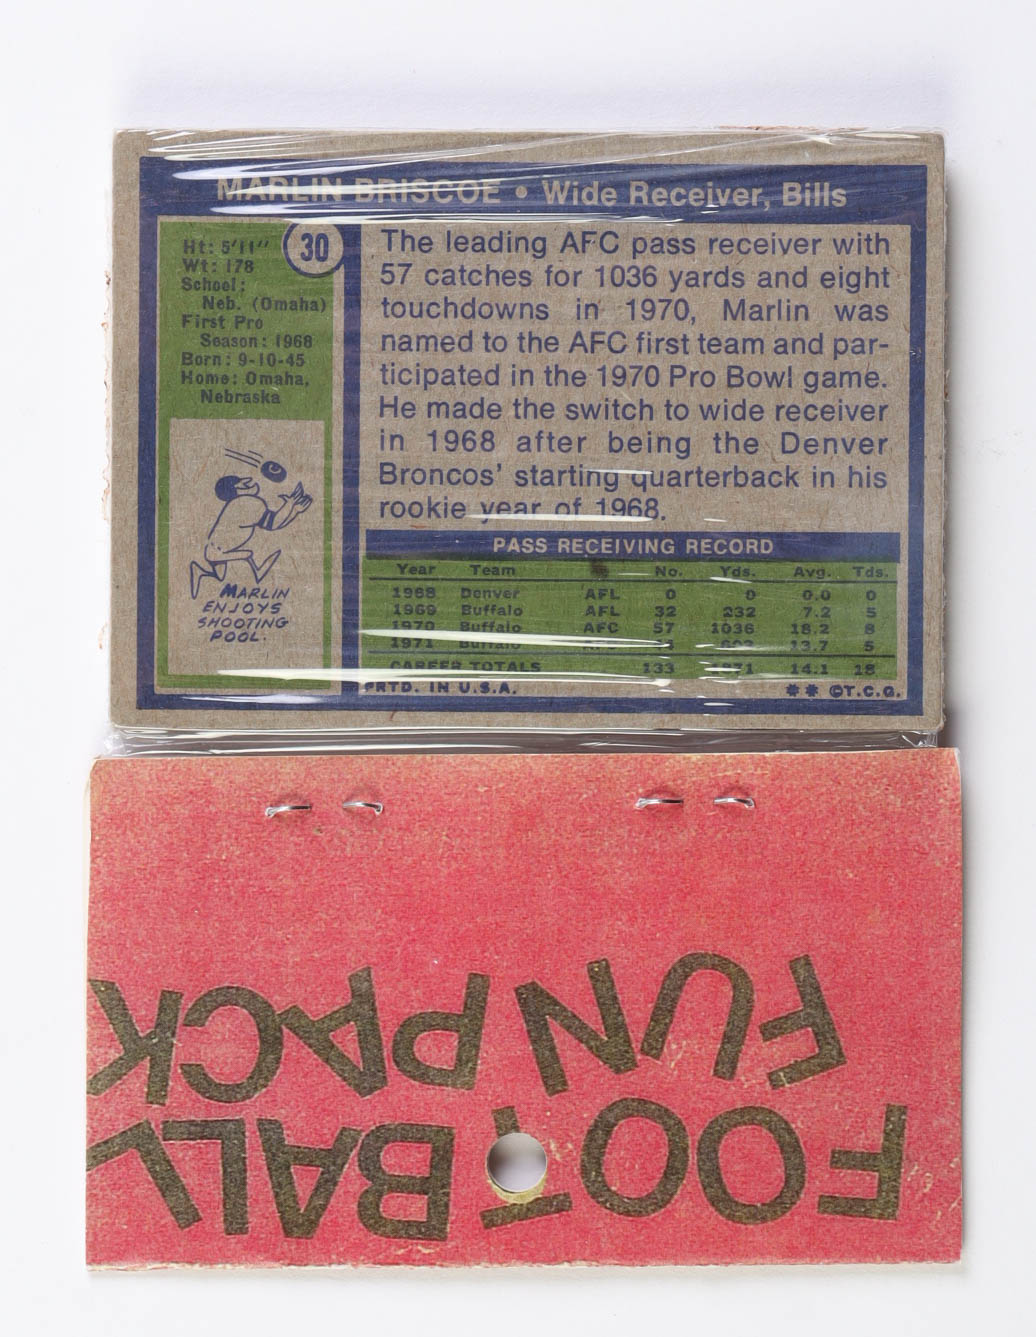 MARLIN BRISCOE • Wide Receiver, Bills
30
Ht: 5'11"
Wt: 178
School:
Neb. (Omaha)
First Pro
Season: 1968
Born: 9-10-45
Home: Omaha,
Nebraska
MARLIN
ENJOYS
SHOOTING
POOL.
The leading AFC pass receiver with
57 catches for 1036 yards and eight
touchdowns in 1970, Marlin was
named to the AFC first team and par-
ticipated in the 1970 Pro Bowl game.
He made the switch to wide receiver
in 1968 after being the Denver
Broncos' starting quarterback in his
rookie year of 1968.
PASS RECEIVING RECORD
Year Team No. Yds. Avg. Tds.
1968 Denver AFL 0 0 0.0 0
1969 Buffalo AFL 32 232 7.2 5
1970 Buffalo AFC 57 1036 18.2 8
1971 Buffalo 13.7 5
CAREER TOTALS 133 1871 14.1 18
PRTD. IN U.S.A.
** ©T.C.G.
FOOT BALL
FUN PACK